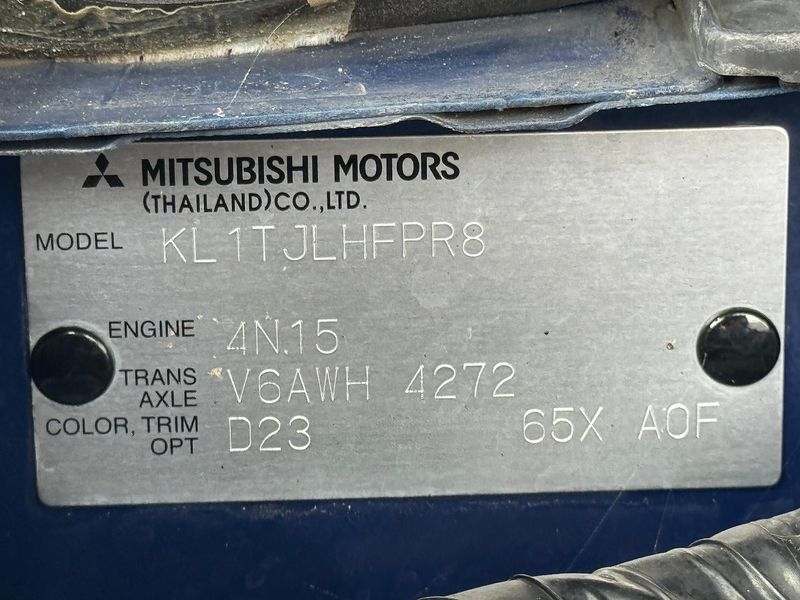 MITSUBISHI MOTORS
(THAILAND)CO.,LTD.
MODEL KL1TJLHFPR8
ENGINE 4N15
TRANS AXLE V6AWH 4272
COLOR, TRIM OPT D23 65X A0F